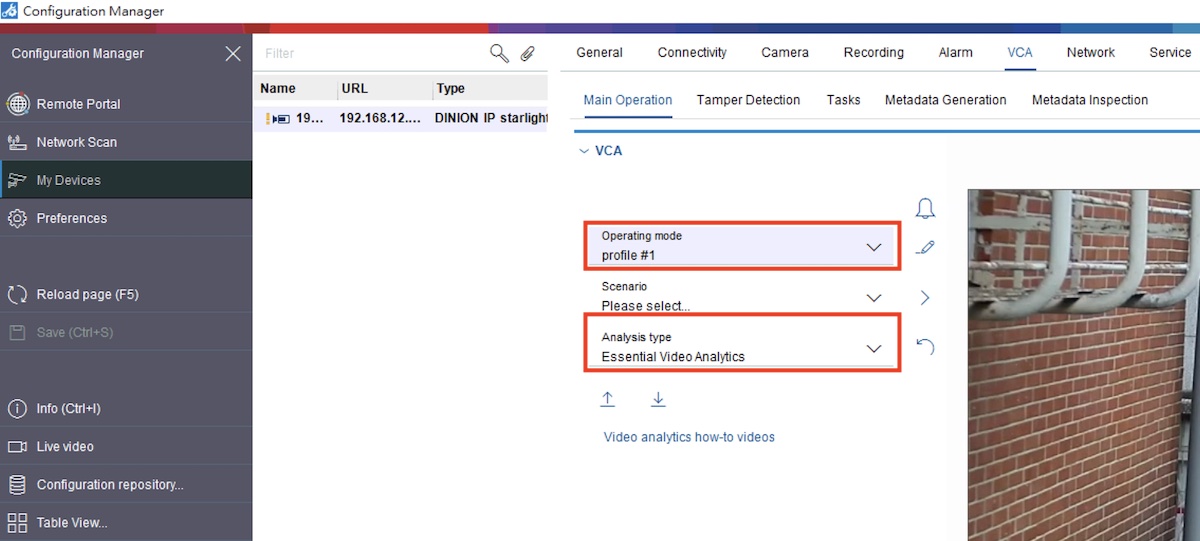 Configuration Manager
Configuration Manager
Remote Portal
Network Scan
My Devices
Preferences
Reload page (F5)
Save (Ctrl+S)
Info (Ctrl+I)
Live video
Configuration repository...
Table View...
Filter
Name URL Type
19... 192.168.12.... DINION IP starlight
General Connectivity Camera Recording Alarm VCA Network Service
Main Operation Tamper Detection Tasks Metadata Generation Metadata Inspection
VCA
Operating mode
profile #1
Scenario
Please select...
Analysis type
Essential Video Analytics
Video analytics how-to videos